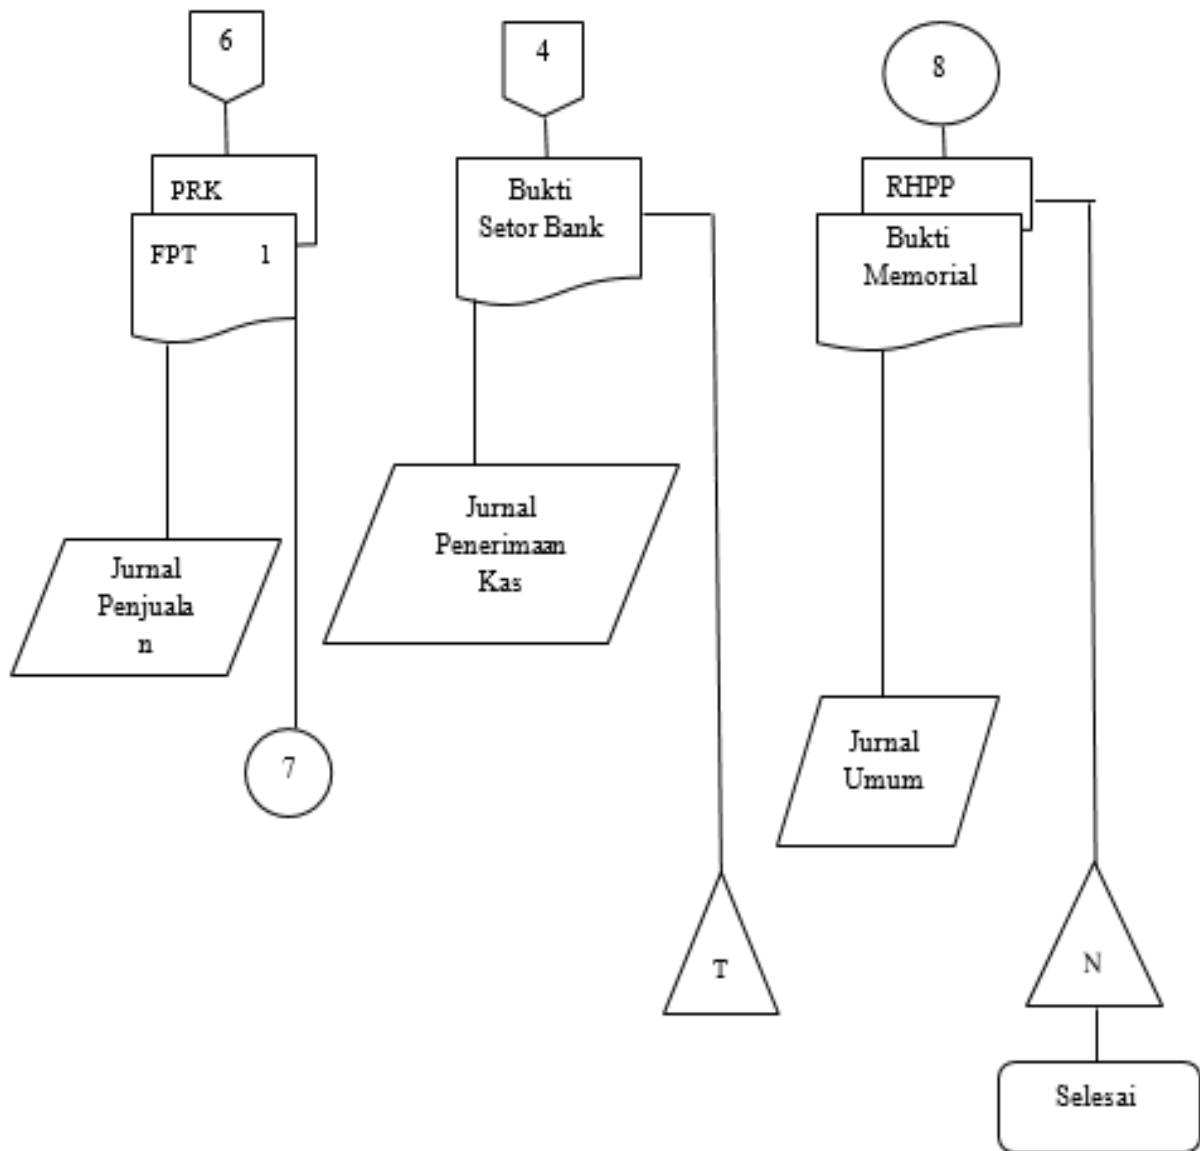 6
PRK
FPT 1
Jurnal
Penjuala
n
7
4
Bukti
Setor Bank
Jurnal
Penerimaan
Kas
T
8
RHPP
Bukti
Memorial
Jurnal
Umum
N
Selesai